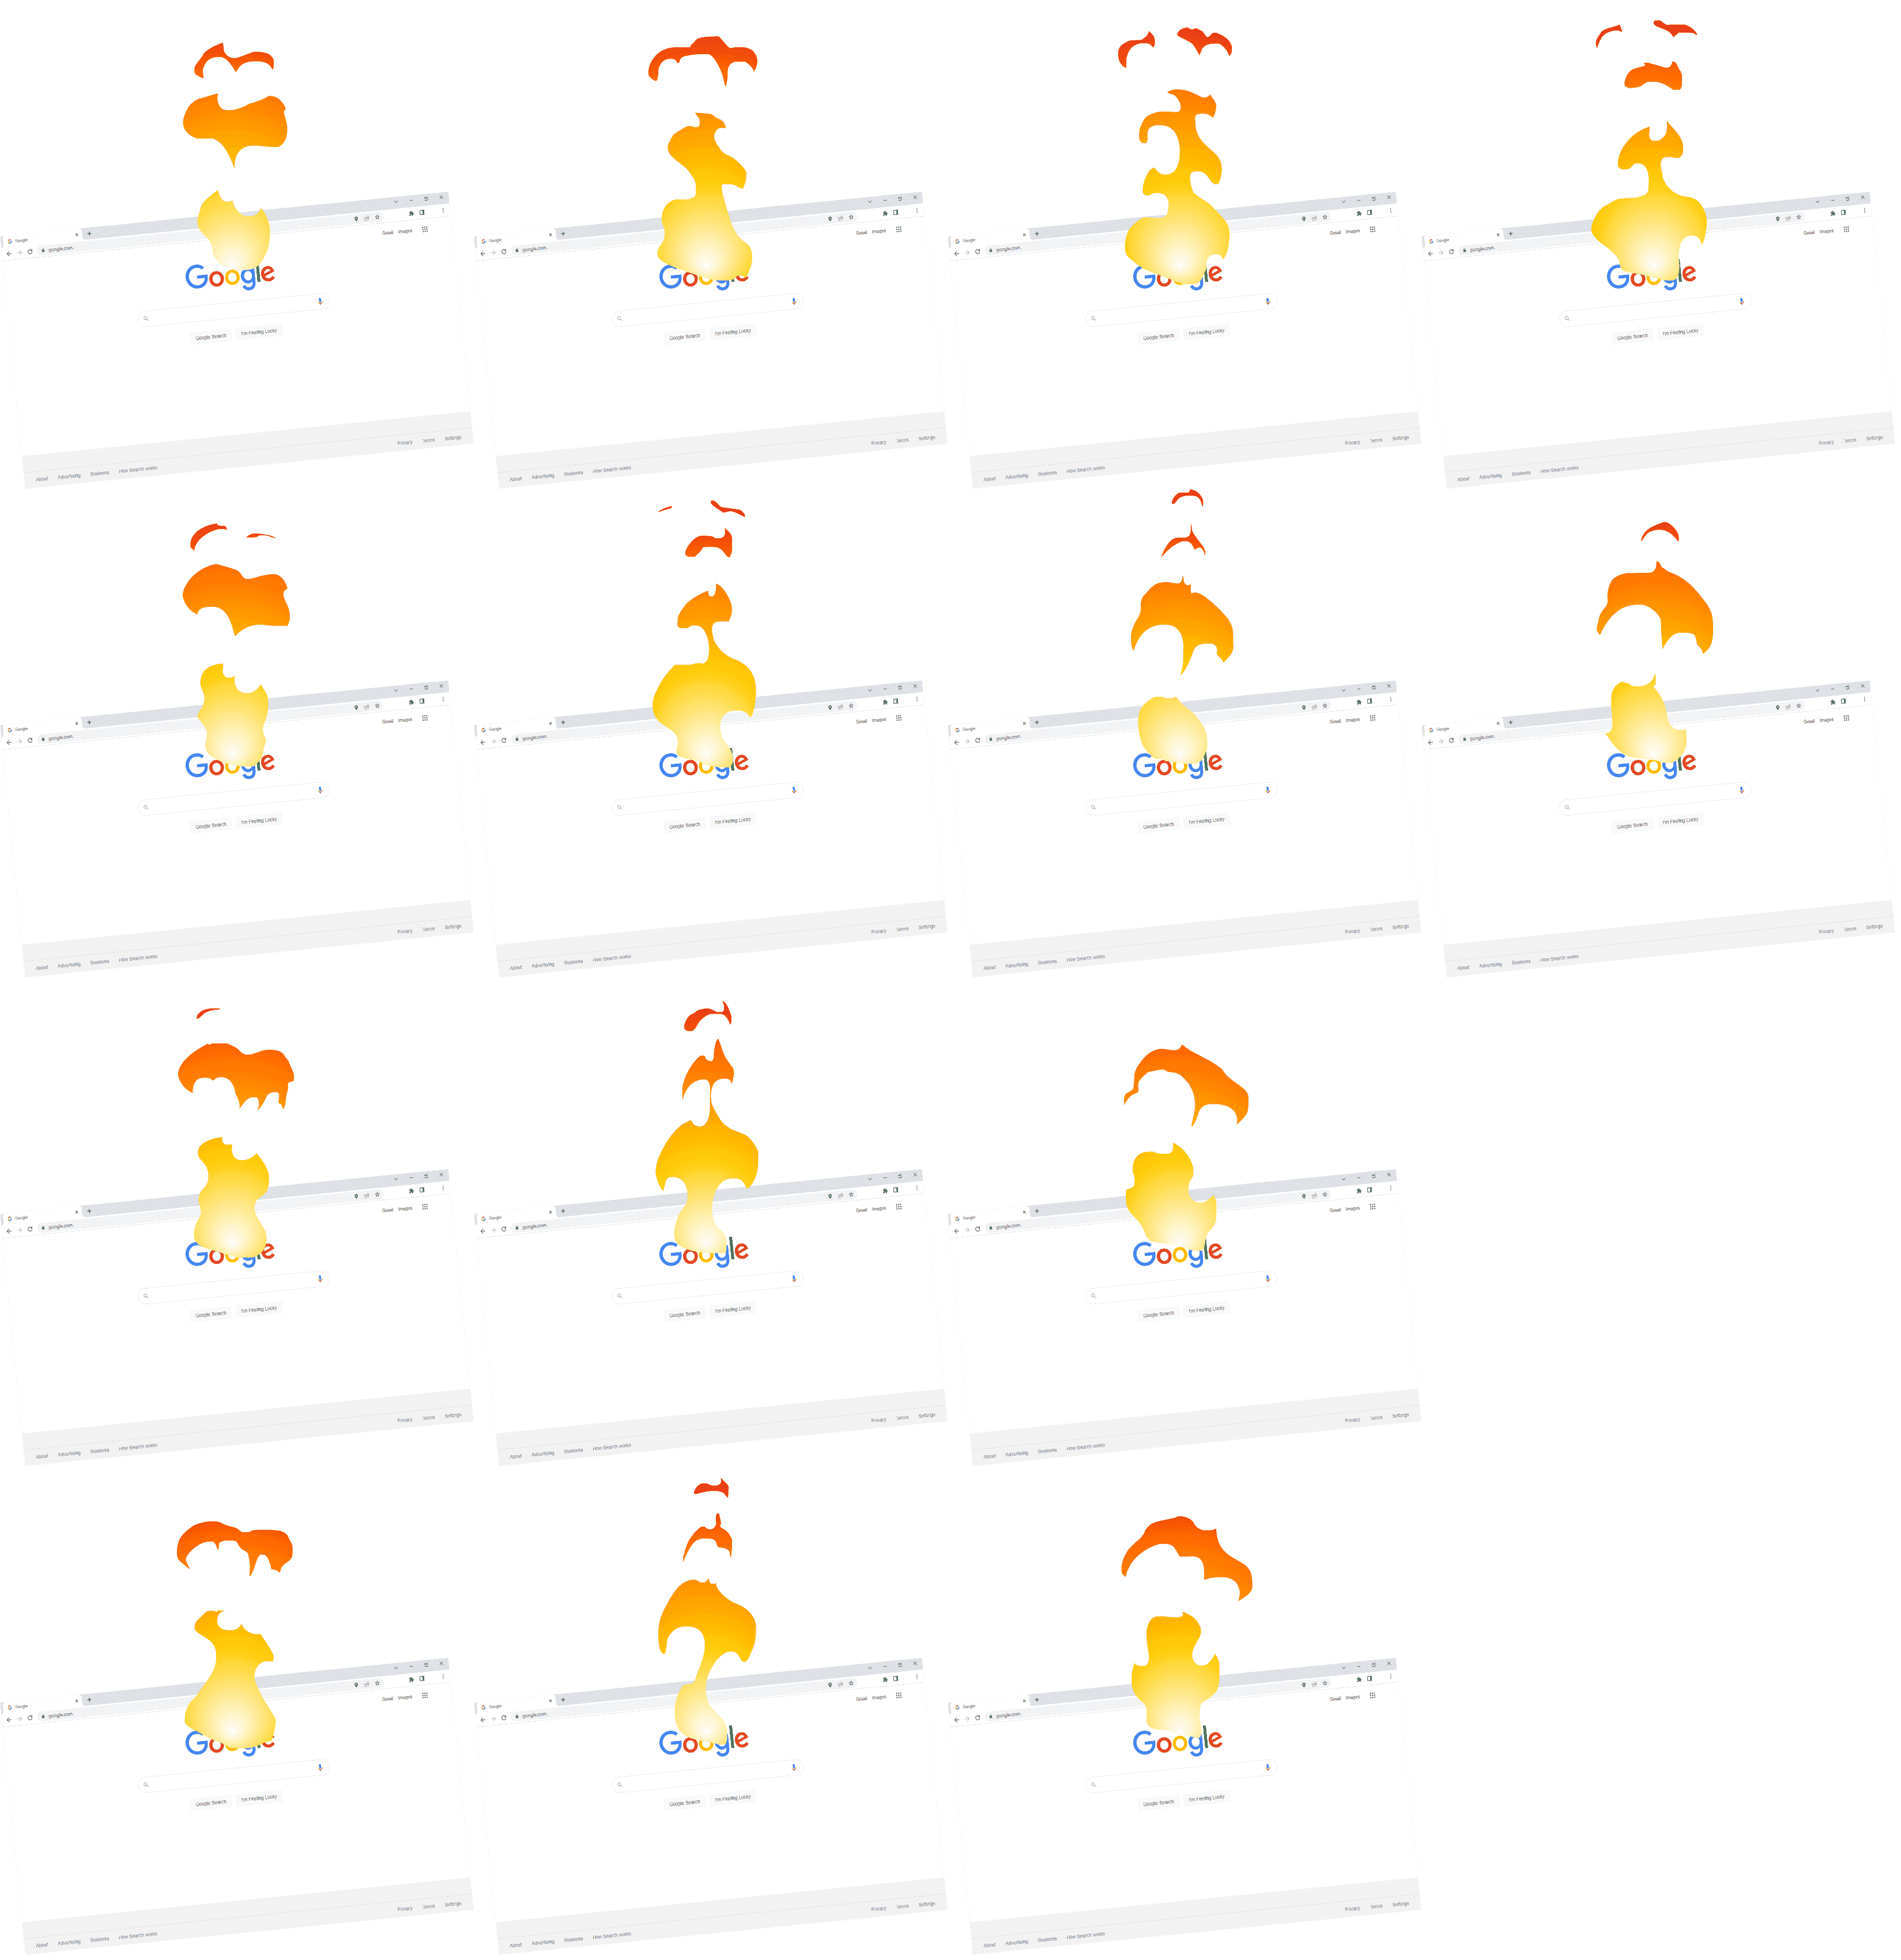 Google
google.com
Gmail Images
Google
Google Search I'm Feeling Lucky
Privacy Terms Settings
About Advertising Business How Search works
Google
google.com
Gmail Images
Google
Google Search I'm Feeling Lucky
Privacy Terms Settings
About Advertising Business How Search works
Google
google.com
Gmail Images
Google
Google Search I'm Feeling Lucky
Privacy Terms Settings
About Advertising Business How Search works
Google
google.com
Gmail Images
Google
Google Search I'm Feeling Lucky
Privacy Terms Settings
About Advertising Business How Search works
Google
google.com
Gmail Images
Google
Google Search I'm Feeling Lucky
Privacy Terms Settings
About Advertising Business How Search works
Google
google.com
Gmail Images
Google
Google Search I'm Feeling Lucky
Privacy Terms Settings
About Advertising Business How Search works
Google
google.com
Gmail Images
Google
Google Search I'm Feeling Lucky
Privacy Terms Settings
About Advertising Business How Search works
Google
google.com
Gmail Images
Google
Google Search I'm Feeling Lucky
Privacy Terms Settings
About Advertising Business How Search works
Google
google.com
Gmail Images
Google
Google Search I'm Feeling Lucky
Privacy Terms Settings
About Advertising Business How Search works
Google
google.com
Gmail Images
Google
Google Search I'm Feeling Lucky
Privacy Terms Settings
About Advertising Business How Search works
Google
google.com
Gmail Images
Google
Google Search I'm Feeling Lucky
Privacy Terms Settings
About Advertising Business How Search works
Google
google.com
Gmail Images
Google
Google Search I'm Feeling Lucky
Privacy Terms Settings
About Advertising Business How Search works
Google
google.com
Gmail Images
Google
Google Search I'm Feeling Lucky
Privacy Terms Settings
About Advertising Business How Search works
Google
google.com
Gmail Images
Google
Google Search I'm Feeling Lucky
Privacy Terms Settings
About Advertising Business How Search works